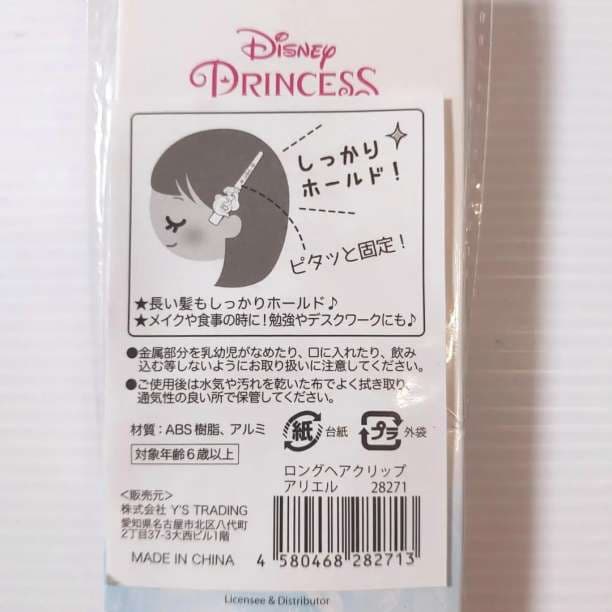 Disney
PRINCESS
しっかり
ホールド!
ピタッと固定!
★長い髪もしっかりホールド♪
★メイクや食事の時に!勉強やデスクワークにも♪
●金属部分を乳幼児がなめたり、口に入れたり、飲み
込む等しないようにお取り扱いに注意してください。
●ご使用後は水気や汚れを乾いた布でよく拭き取り、
通気性の良い所で保管してください。
材質:ABS樹脂、アルミ
紙 台紙
プラ 外袋
対象年齢6歳以上
ロングヘアクリップ
アリエル 28271
<販売元>
株式会社 Y'S TRADING
愛知県名古屋市北区八代町
2丁目37-3大西ビル1階
MADE IN CHINA
4 580468 282713
Licensee & Distributor